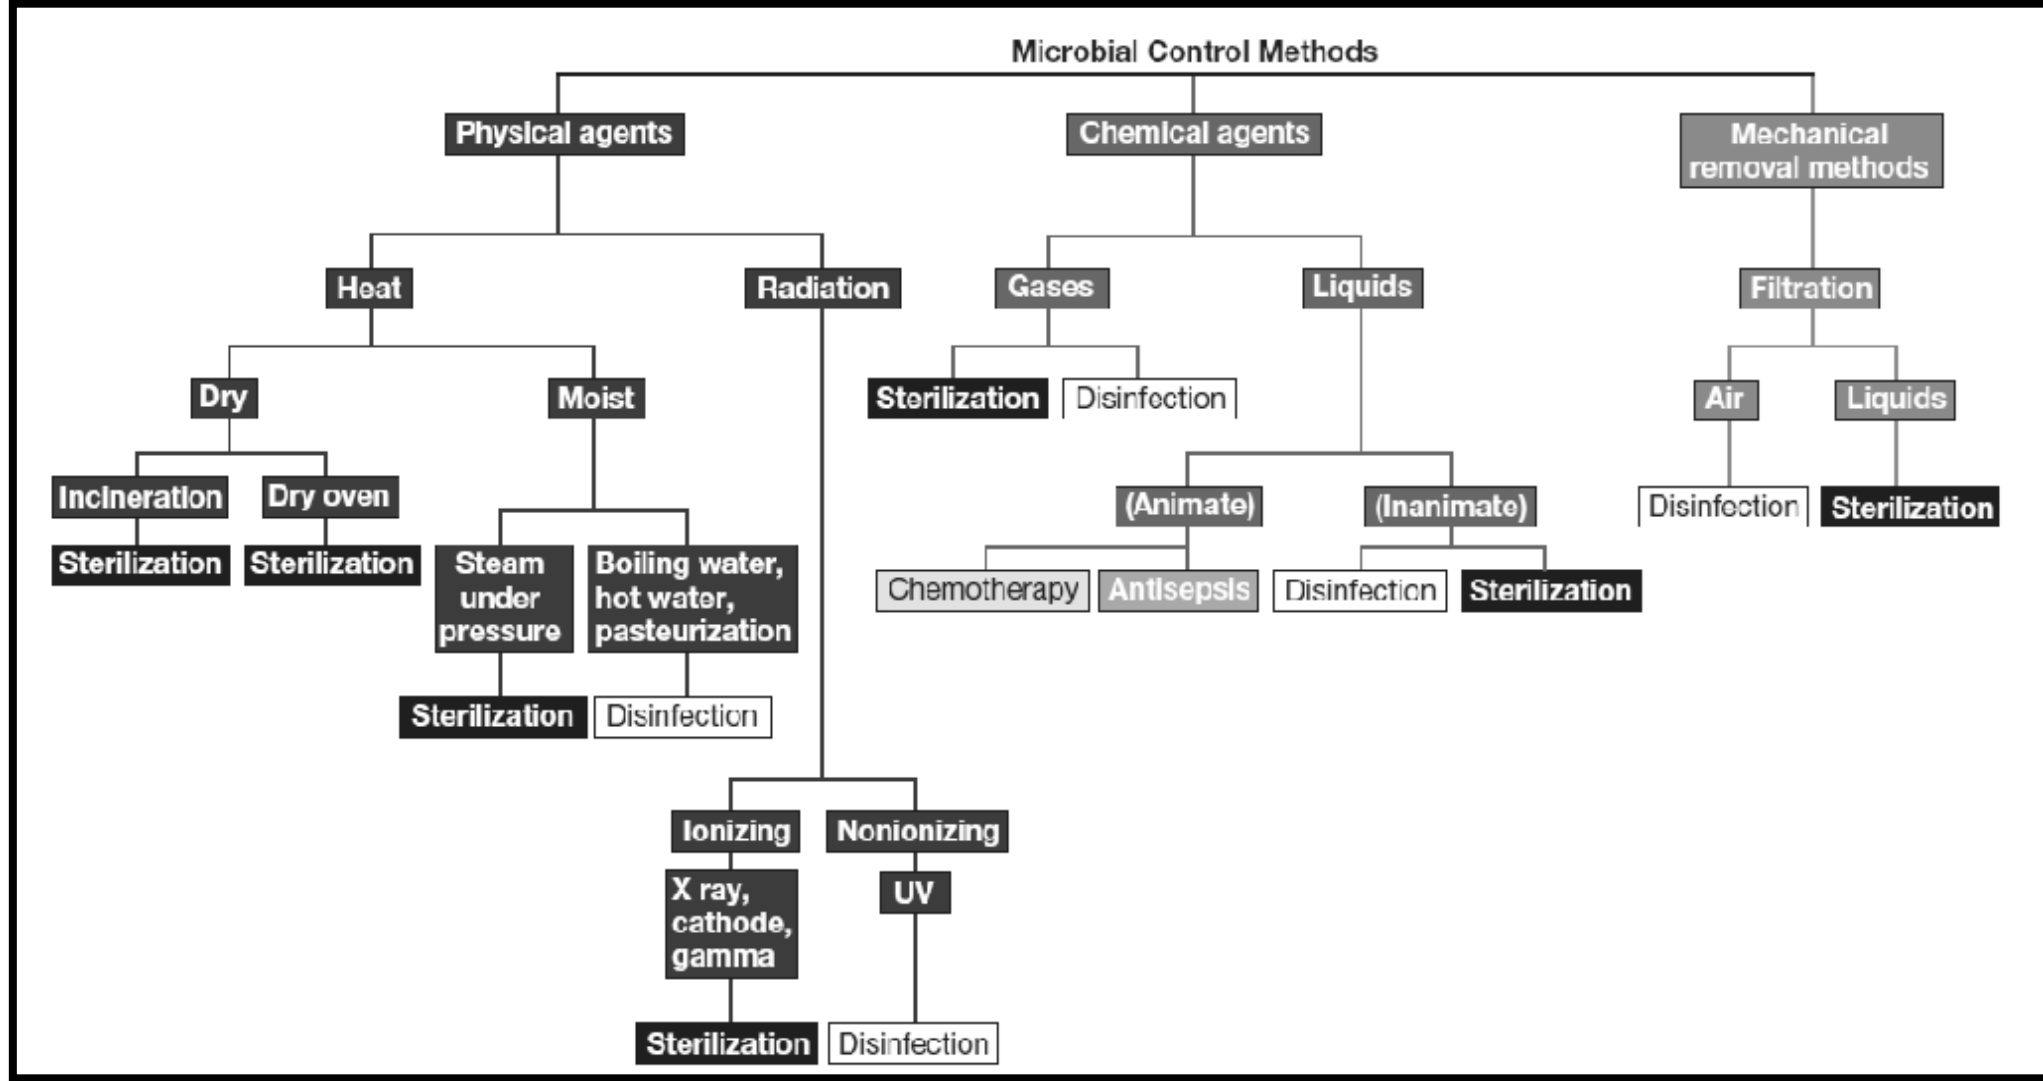 Microbial Control Methods
Physical agents
Chemical agents
Mechanical
removal methods
Heat
Radiation
Gases
Liquids
Filtration
Dry
Moist
Sterilization
Disinfection
Air
Liquids
Incineration
Dry oven
(Animate)
(Inanimate)
Disinfection
Sterilization
Sterilization
Sterilization
Steam
under
pressure
Boiling water,
hot water,
pasteurization
Chemotherapy
Antisepsis
Disinfection
Sterilization
Sterilization
Disinfection
Ionizing
Nonionizing
X ray,
cathode,
gamma
UV
Sterilization
Disinfection